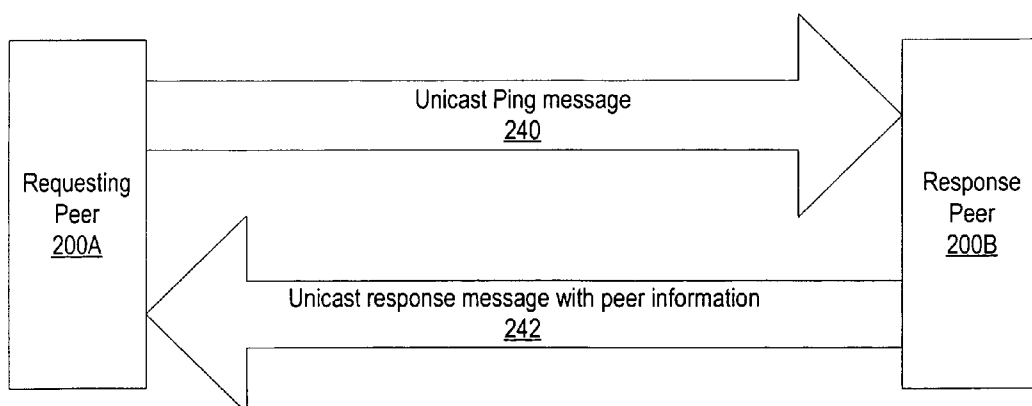 Unicast Ping message
240
Requesting
Peer
200A
Response
Peer
200B
Unicast response message with peer information
242